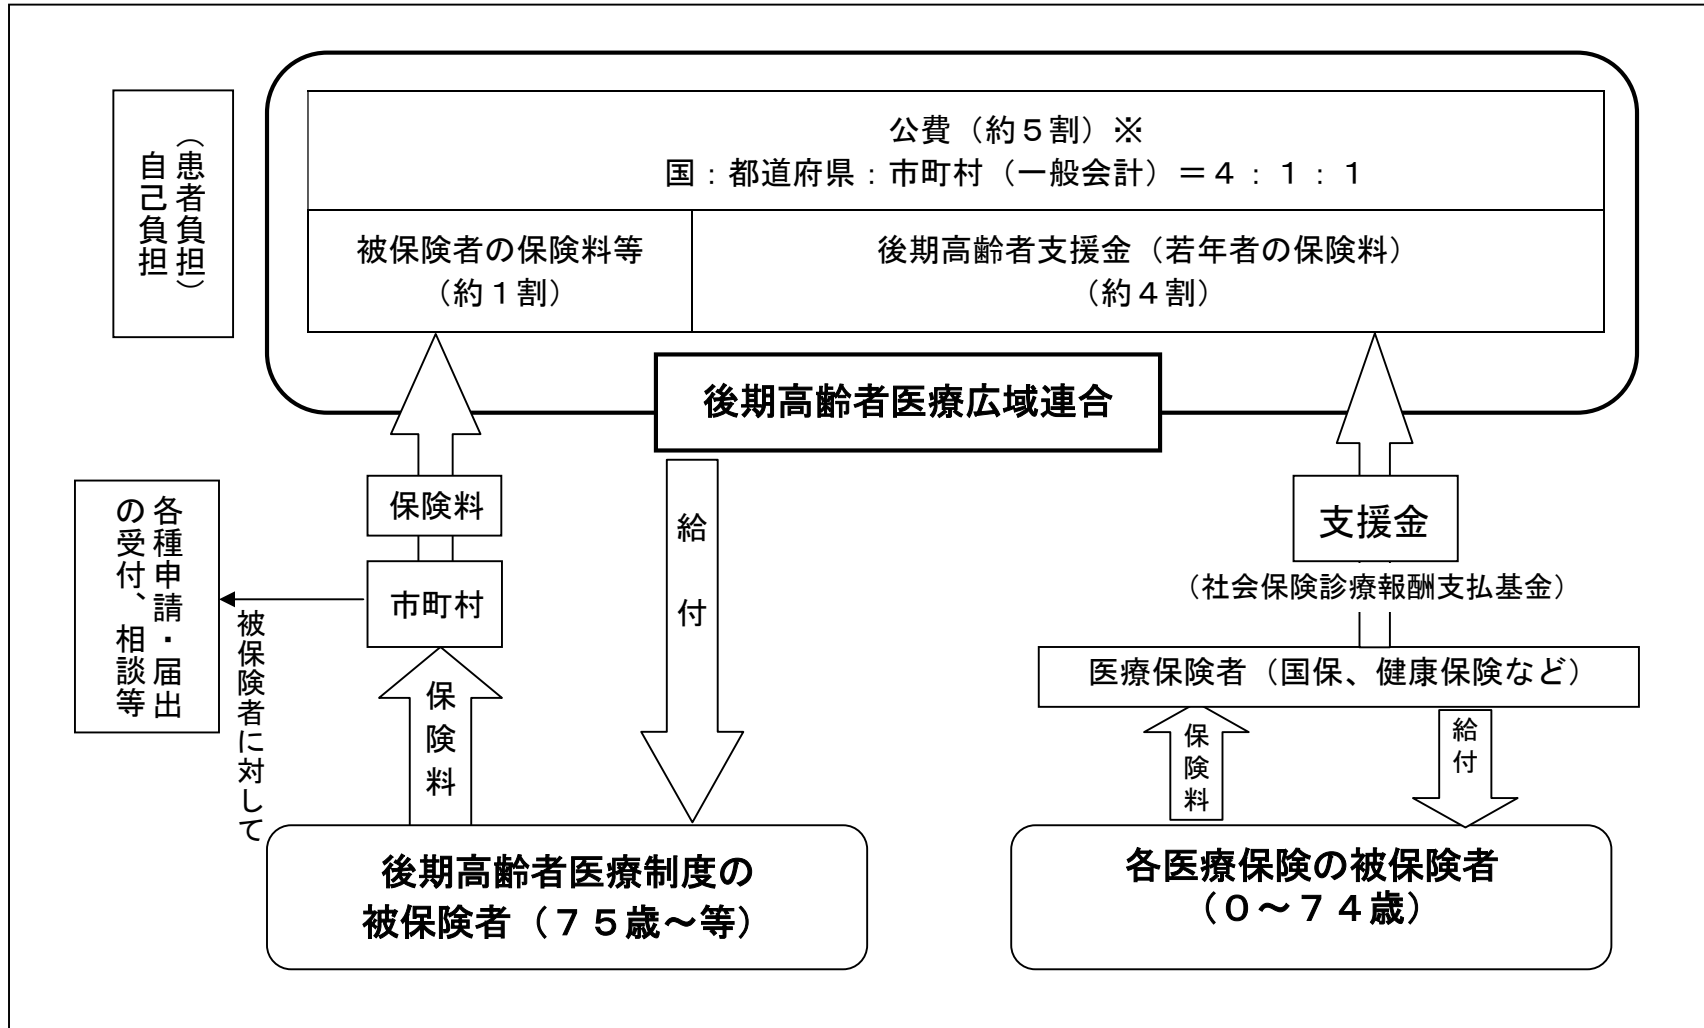 公費（約５割）※
国：都道府県：市町村（一般会計）＝４：１：１
（患者負担）
自己負担
被保険者の保険料等
（約１割）
後期高齢者支援金（若年者の保険料）
（約４割）
後期高齢者医療広域連合
保険料
市町村
各種申請・届出
の受付、相談等
被保険者に対して
保険料
給付
支援金
（社会保険診療報酬支払基金）
医療保険者（国保、健康保険など）
保険料
給付
後期高齢者医療制度の
被保険者（７５歳～等）
各医療保険の被保険者
（０～７４歳）